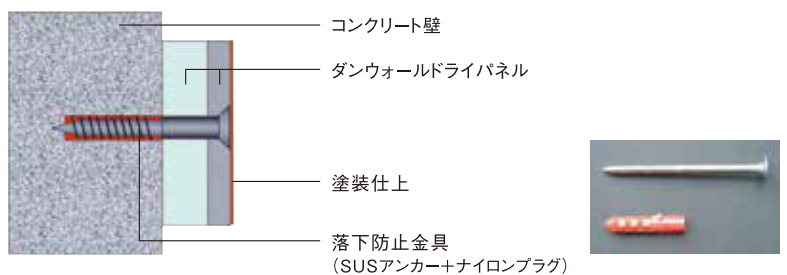 コンクリート壁
ダンウォールドライパネル
塗装仕上
落下防止金具
（SUSアンカー＋ナイロンプラグ）